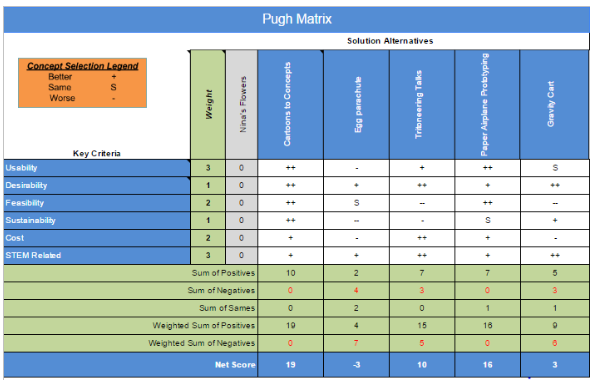 Pugh Matrix
Solution Alternatives
Concept Selection Legend
Better +
Same S
Worse -
Key Criteria
Weight
Nina's Flowers
Cartoons to Concepts
Egg parachute
Tritoneering Talks
Paper Airplane Prototyping
Gravity Cart
Usability 3 0 ++ - + ++ S
Desirability 1 0 ++ + ++ + ++
Feasibility 2 0 ++ S -- ++ --
Sustainability 1 0 ++ -- - S +
Cost 2 0 + - ++ + -
STEM Related 3 0 + + ++ + ++
Sum of Positives 10 2 7 7 5
Sum of Negatives 0 4 3 0 3
Sum of Sames 0 2 0 1 1
Weighted Sum of Positives 19 4 15 16 9
Weighted Sum of Negatives 0 7 5 0 6
Net Score 19 -3 10 16 3